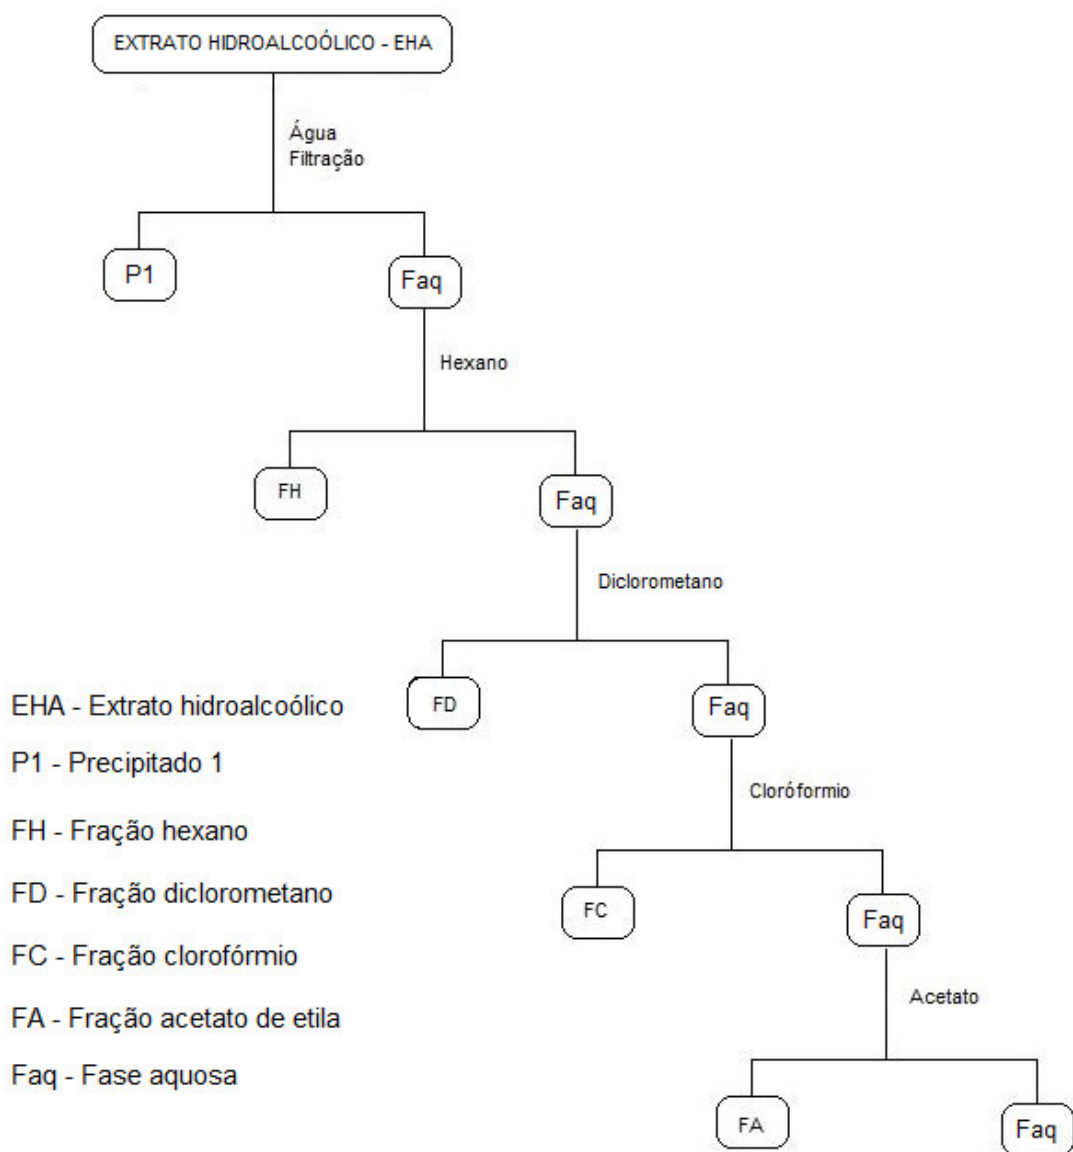 EXTRATO HIDROALCOÓLICO - EHA
Água
Filtração
P1
Faq
Hexano
FH
Faq
Diclorometano
FD
Faq
Cloróformio
FC
Faq
Acetato
FA
Faq
EHA - Extrato hidroalcoólico
P1 - Precipitado 1
FH - Fração hexano
FD - Fração diclorometano
FC - Fração clorofórmio
FA - Fração acetato de etila
Faq - Fase aquosa